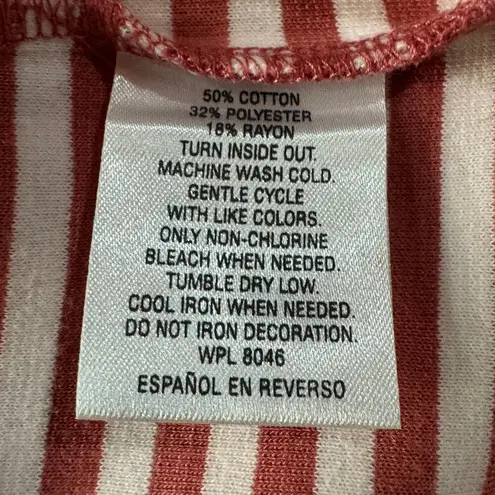 50% COTTON
32% POLYESTER
18% RAYON
TURN INSIDE OUT.
MACHINE WASH COLD.
GENTLE CYCLE
WITH LIKE COLORS.
ONLY NON-CHLORINE
BLEACH WHEN NEEDED.
TUMBLE DRY LOW.
COOL IRON WHEN NEEDED.
DO NOT IRON DECORATION.
WPL 8046
ESPAÑOL EN REVERSO